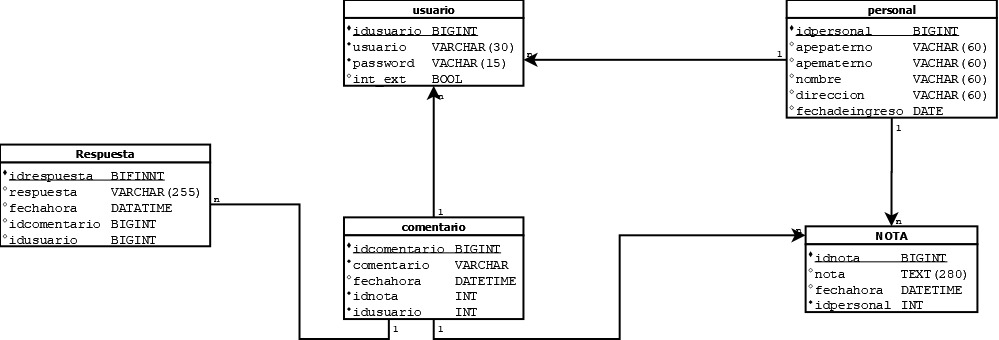 usuario
idusuario BIGINT
usuario VARCHAR(30)
password VACHAR(15)
int_ext BOOL
n
n
1
personal
idpersonal BIGINT
apepaterno VACHAR(60)
apematerno VACHAR(60)
nombre VACHAR(60)
direccion VACHAR(60)
fechadeingreso DATE
1
n
Respuesta
idrespuesta BIFINNT
respuesta VARCHAR(255)
fechahora DATATIME
idcomentario BIGINT
idusuario BIGINT
n
1
comentario
idcomentario BIGINT
comentario VARCHAR
fechahora DATETIME
idnota INT
idusuario INT
1
1
n
NOTA
idnota BIGINT
nota TEXT(280)
fechahora DATETIME
idpersonal INT